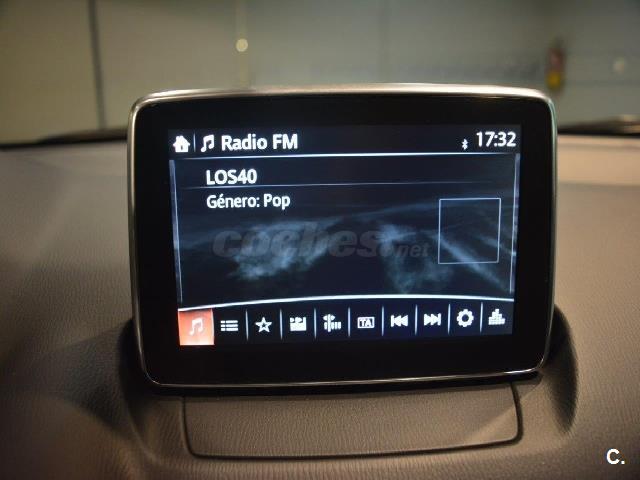 Radio FM 17:32
LOS40
Género: Pop
coches.net
TA
C.